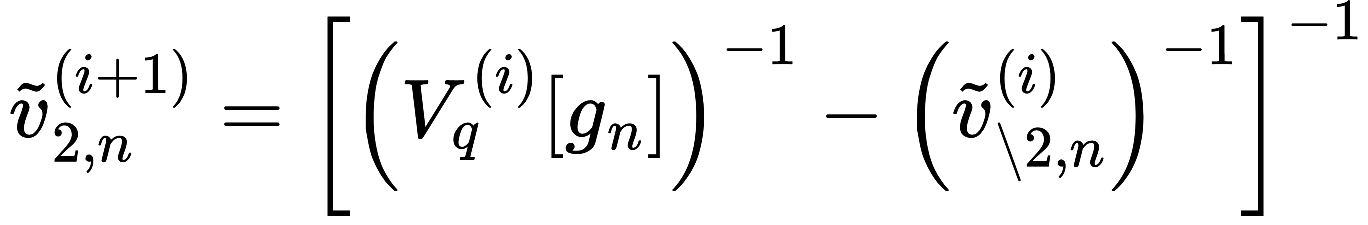 $\tilde{v}_{2,n}^{(i+1)} = \left[ \left( V_q^{(i)}[g_n] \right)^{-1} - \left( \tilde{v}_{\backslash 2,n}^{(i)} \right)^{-1} \right]^{-1}$